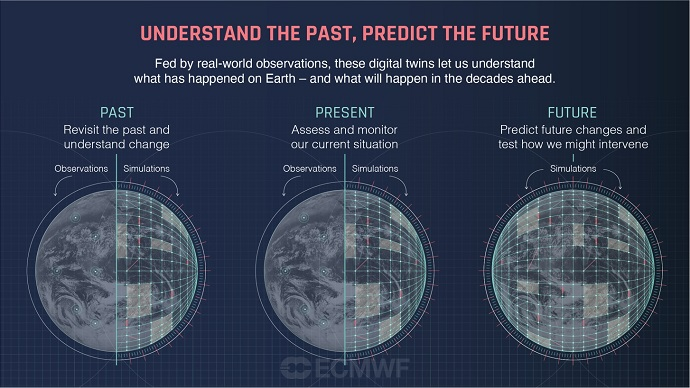 UNDERSTAND THE PAST, PREDICT THE FUTURE
Fed by real-world observations, these digital twins let us understand
what has happened on Earth – and what will happen in the decades ahead.
PAST
Revisit the past and
understand change
Observations
Simulations
PRESENT
Assess and monitor
our current situation
Observations
Simulations
FUTURE
Predict future changes and
test how we might intervene
Simulations
ECMWF